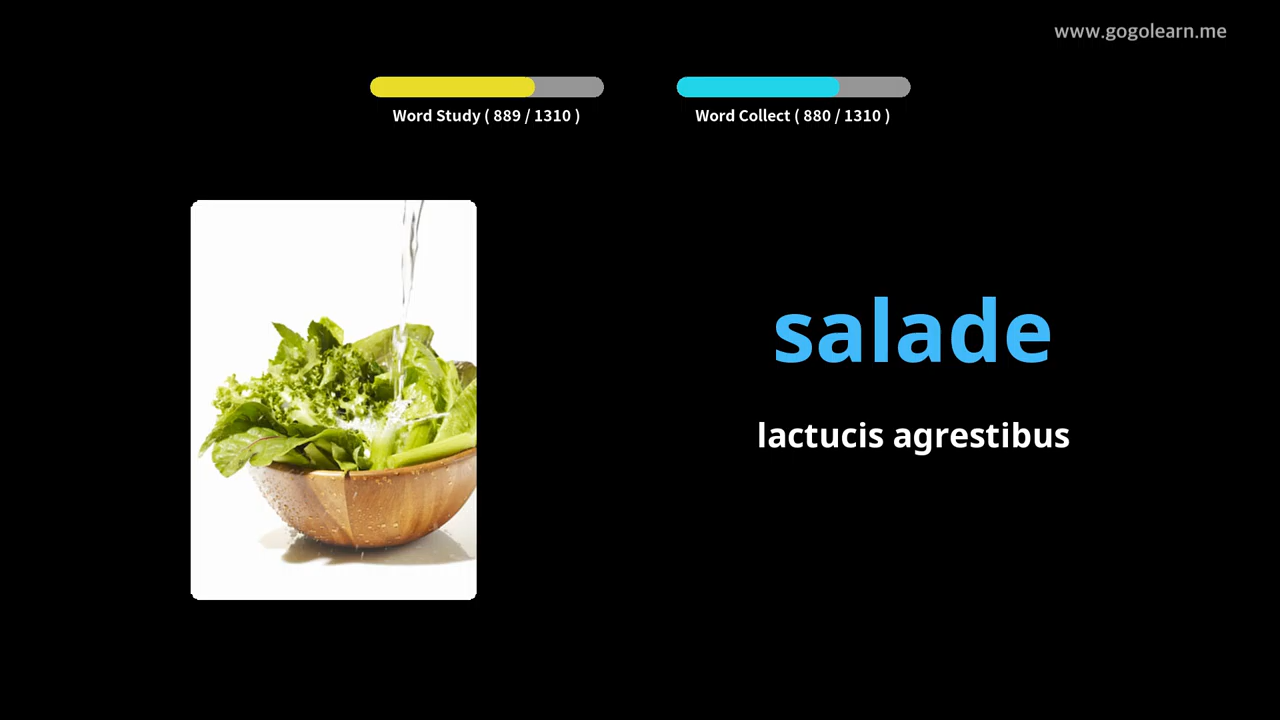 www.gogolearn.me
Word Study ( 889 / 1310 )
Word Collect ( 880 / 1310 )
salade
lactucis agrestibus